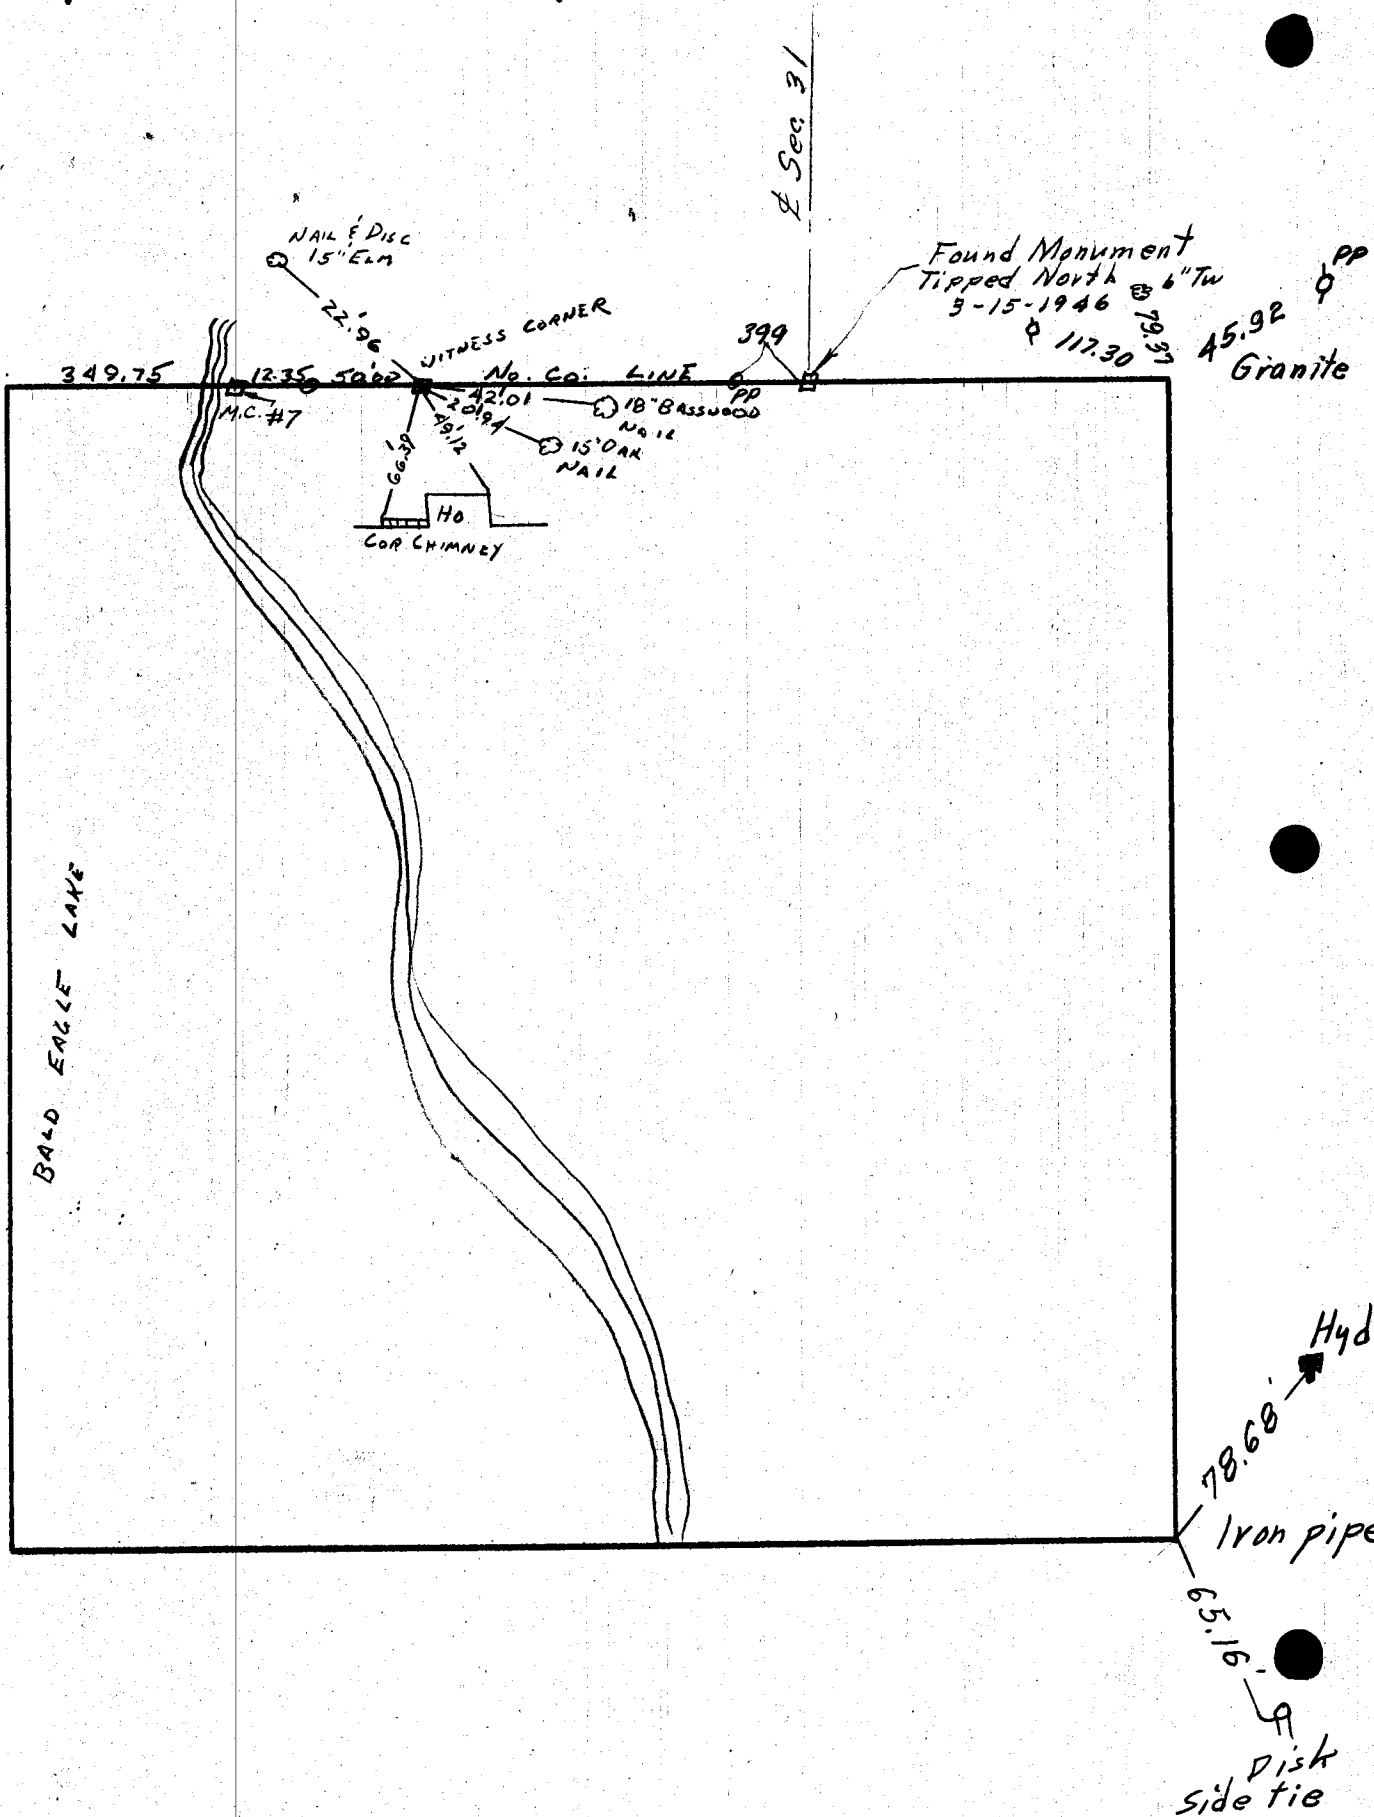 ℄ Sec. 31
NAIL & DISC
15" ELM
22.'96
WITNESS CORNER
Found Monument
Tipped North
3-15-1946
6" Tw
PP
117.30
79.37
45.92
Granite
349.75
12.35
50.'00
No. Co. LINE
399
PP
M.C. #7
42.'01
18" BASSWOOD
NAIL
20.'94
15" OAK
NAIL
49.'12
66.'39
HO
COR CHIMNEY
BALD EAGLE LAKE
Hyd
78.68'
Iron pipe
65.16'
Disk
Side tie